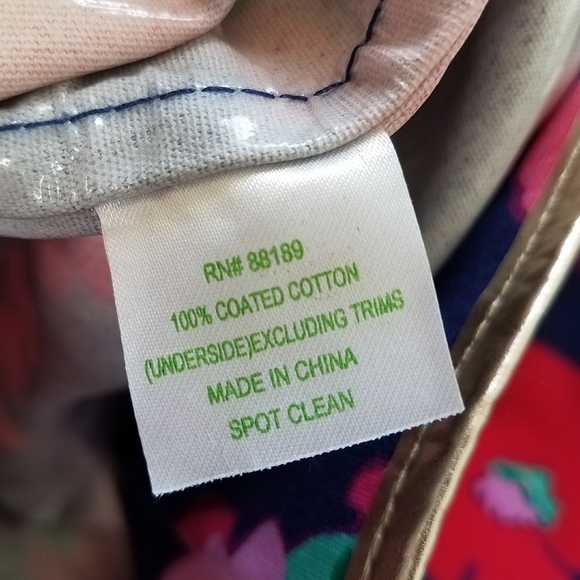 RN# 88189
100% COATED COTTON
(UNDERSIDE)EXCLUDING TRIMS
MADE IN CHINA
SPOT CLEAN